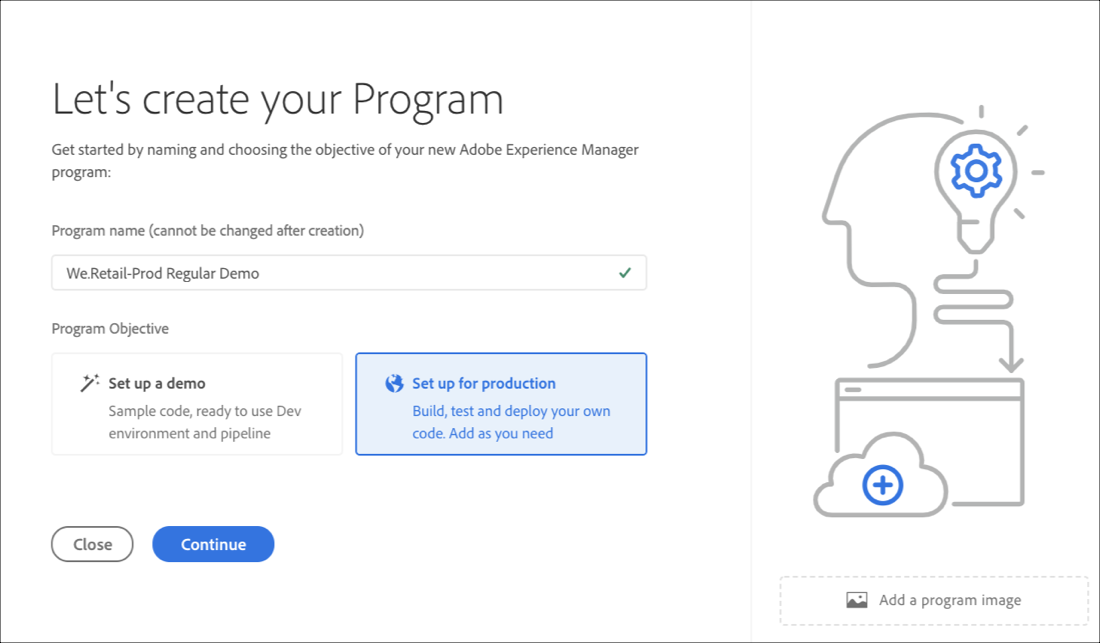 Let's create your Program
Get started by naming and choosing the objective of your new Adobe Experience Manager
program:
Program name (cannot be changed after creation)
We.Retail-Prod Regular Demo
Program Objective
Set up a demo
Sample code, ready to use Dev
environment and pipeline
Set up for production
Build, test and deploy your own
code. Add as you need
Close
Continue
Add a program image